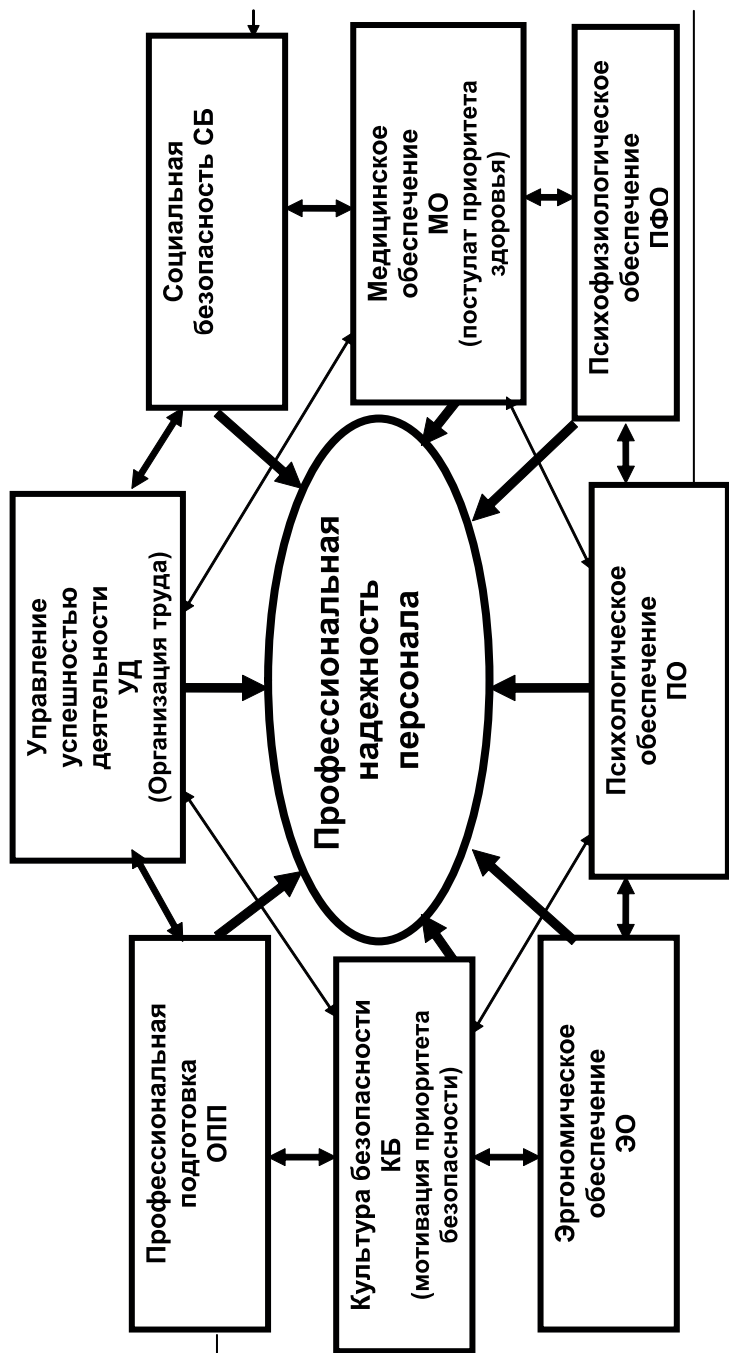 Профессиональная
подготовка
ОПП
Управление
успешностью
деятельности
УД
(Организация труда)
Социальная
безопасность СБ
Культура безопасности
КБ
(мотивация приоритета
безопасности)
Профессиональная
надежность
персонала
Медицинское
обеспечение
МО
(постулат приоритета
здоровья)
Эргономическое
обеспечение
ЭО
Психологическое
обеспечение
ПО
Психофизиологическое
обеспечение
ПФО